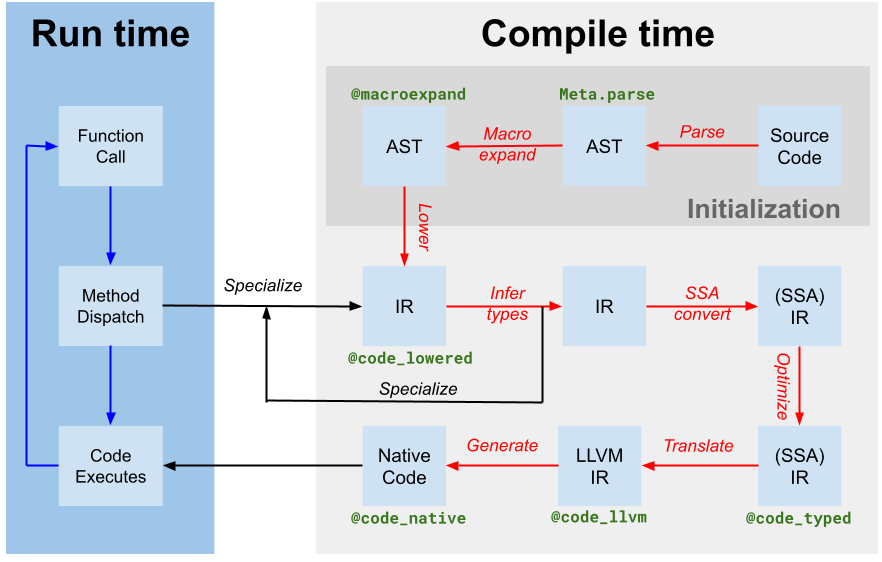 Run time
Compile time
@macroexpand
Meta.parse
Function
Call
AST
Macro
expand
AST
Parse
Source
Code
Lower
Initialization
Method
Dispatch
Specialize
IR
Infer
types
IR
SSA
convert
(SSA)
IR
@code_lowered
Specialize
Optimize
Code
Executes
Native
Code
Generate
LLVM
IR
Translate
(SSA)
IR
@code_native
@code_llvm
@code_typed